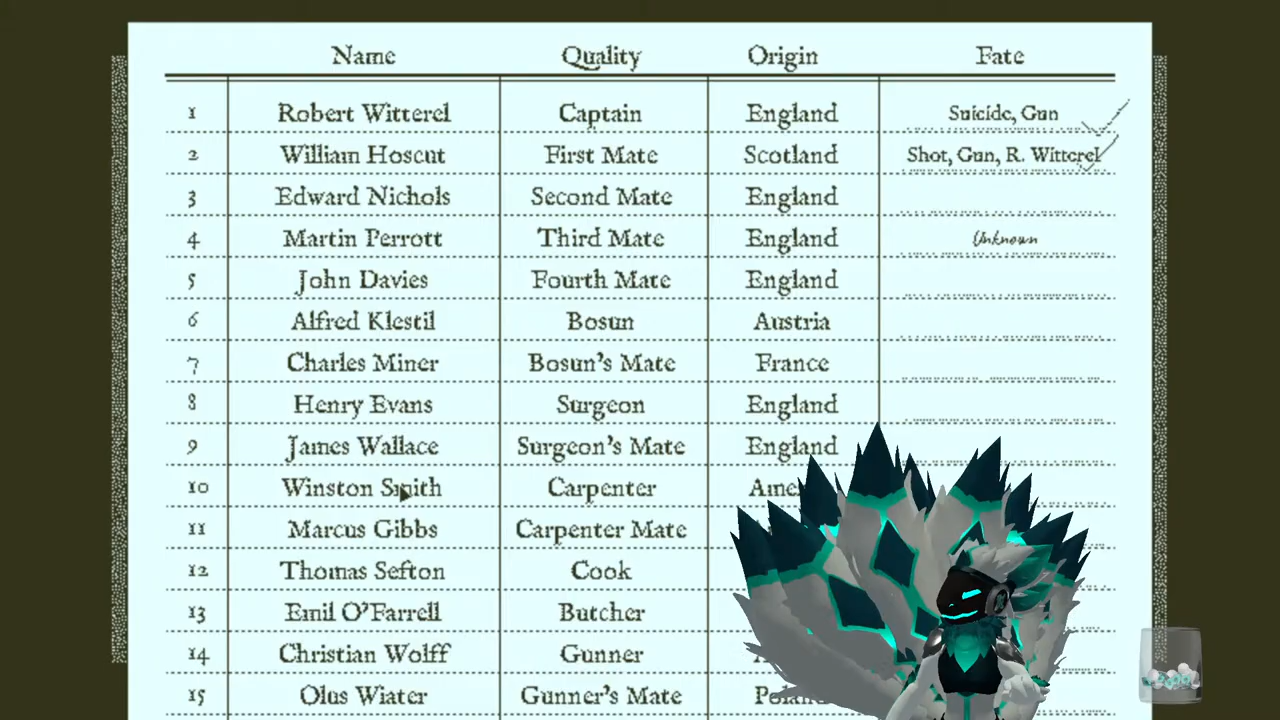 Name Quality Origin Fate
1 Robert Witterel Captain England Suicide, Gun
2 William Hoscut First Mate Scotland Shot, Gun, R. Witterel
3 Edward Nichols Second Mate England
4 Martin Perrott Third Mate England Unknown
5 John Davies Fourth Mate England
6 Alfred Klestil Bosun Austria
7 Charles Miner Bosun's Mate France
8 Henry Evans Surgeon England
9 James Wallace Surgeon's Mate England
10 Winston Smith Carpenter
11 Marcus Gibbs Carpenter Mate
12 Thomas Sefton Cook
13 Emil O'Farrell Butcher
14 Christian Wolff Gunner
15 Olus Wiater Gunner's Mate